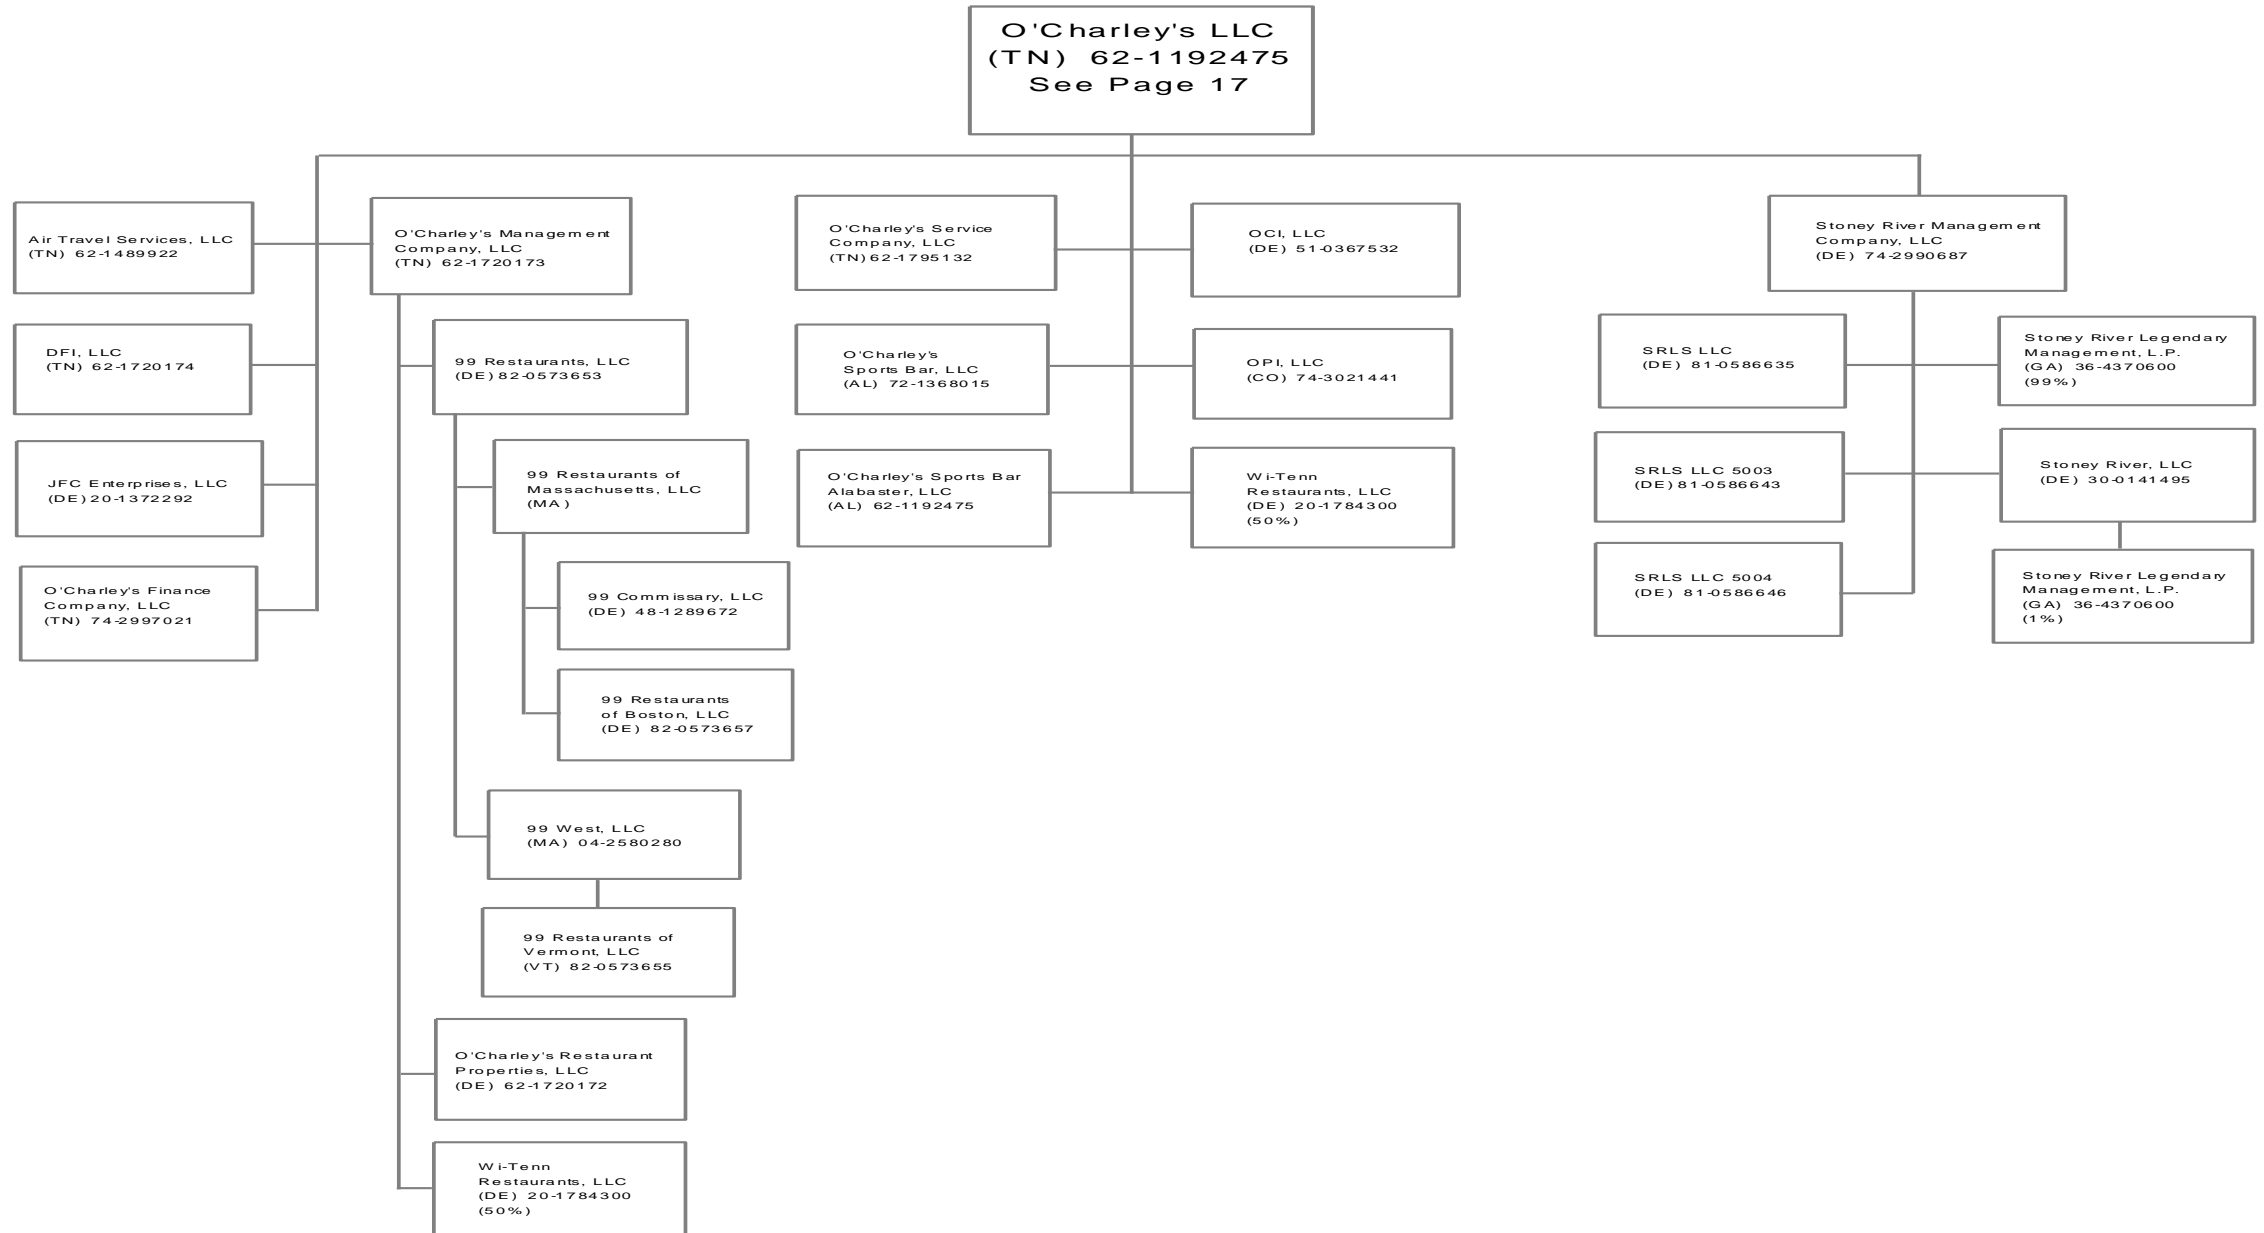 O'Charley's LLC
(TN) 62-1192475
See Page 17
Air Travel Services, LLC
(TN) 62-1489922
O'Charley's Management
Company, LLC
(TN) 62-1720173
O'Charley's Service
Company, LLC
(TN) 62-1795132
OCI, LLC
(DE) 51-0367532
Stoney River Management
Company, LLC
(DE) 74-2990687
DFI, LLC
(TN) 62-1720174
99 Restaurants, LLC
(DE) 82-0573653
O'Charley's
Sports Bar, LLC
(AL) 72-1368015
OPI, LLC
(CO) 74-3021441
SRLS LLC
(DE) 81-0586635
Stoney River Legendary
Management, L.P.
(GA) 36-4370600
(99%)
JFC Enterprises, LLC
(DE) 20-1372292
99 Restaurants of
Massachusetts, LLC
(MA)
O'Charley's Sports Bar
Alabaster, LLC
(AL) 62-1192475
Wi-Tenn
Restaurants, LLC
(DE) 20-1784300
(50%)
SRLS LLC 5003
(DE) 81-0586643
Stoney River, LLC
(DE) 30-0141495
O'Charley's Finance
Company, LLC
(TN) 74-2997021
99 Commissary, LLC
(DE) 48-1289672
SRLS LLC 5004
(DE) 81-0586646
Stoney River Legendary
Management, L.P.
(GA) 36-4370600
(1%)
99 Restaurants
of Boston, LLC
(DE) 82-0573657
99 West, LLC
(MA) 04-2580280
99 Restaurants of
Vermont, LLC
(VT) 82-0573655
O'Charley's Restaurant
Properties, LLC
(DE) 62-1720172
Wi-Tenn
Restaurants, LLC
(DE) 20-1784300
(50%)